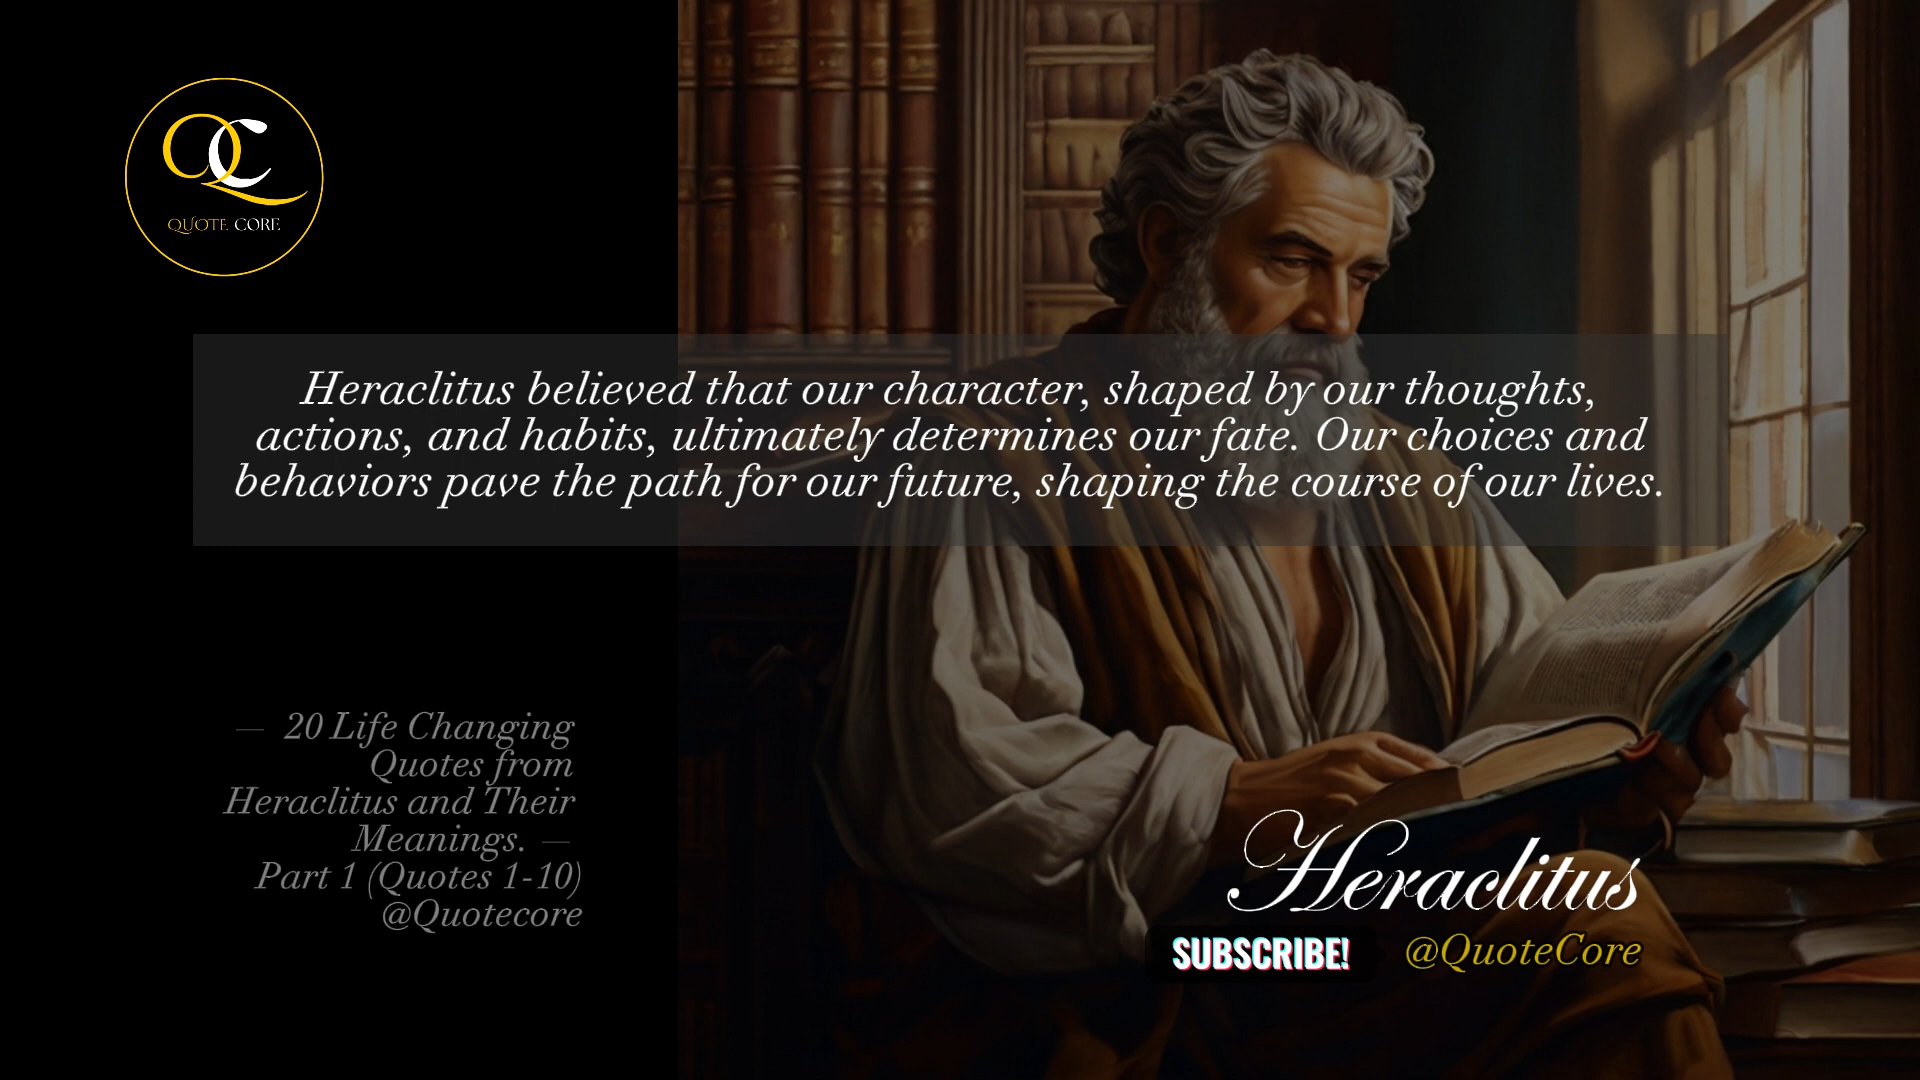 QC
QUOTE CORE
Heraclitus believed that our character, shaped by our thoughts,
actions, and habits, ultimately determines our fate. Our choices and
behaviors pave the path for our future, shaping the course of our lives.
— 20 Life Changing
Quotes from
Heraclitus and Their
Meanings. —
Part 1 (Quotes 1-10)
@Quotecore
Heraclitus
SUBSCRIBE! @QuoteCore